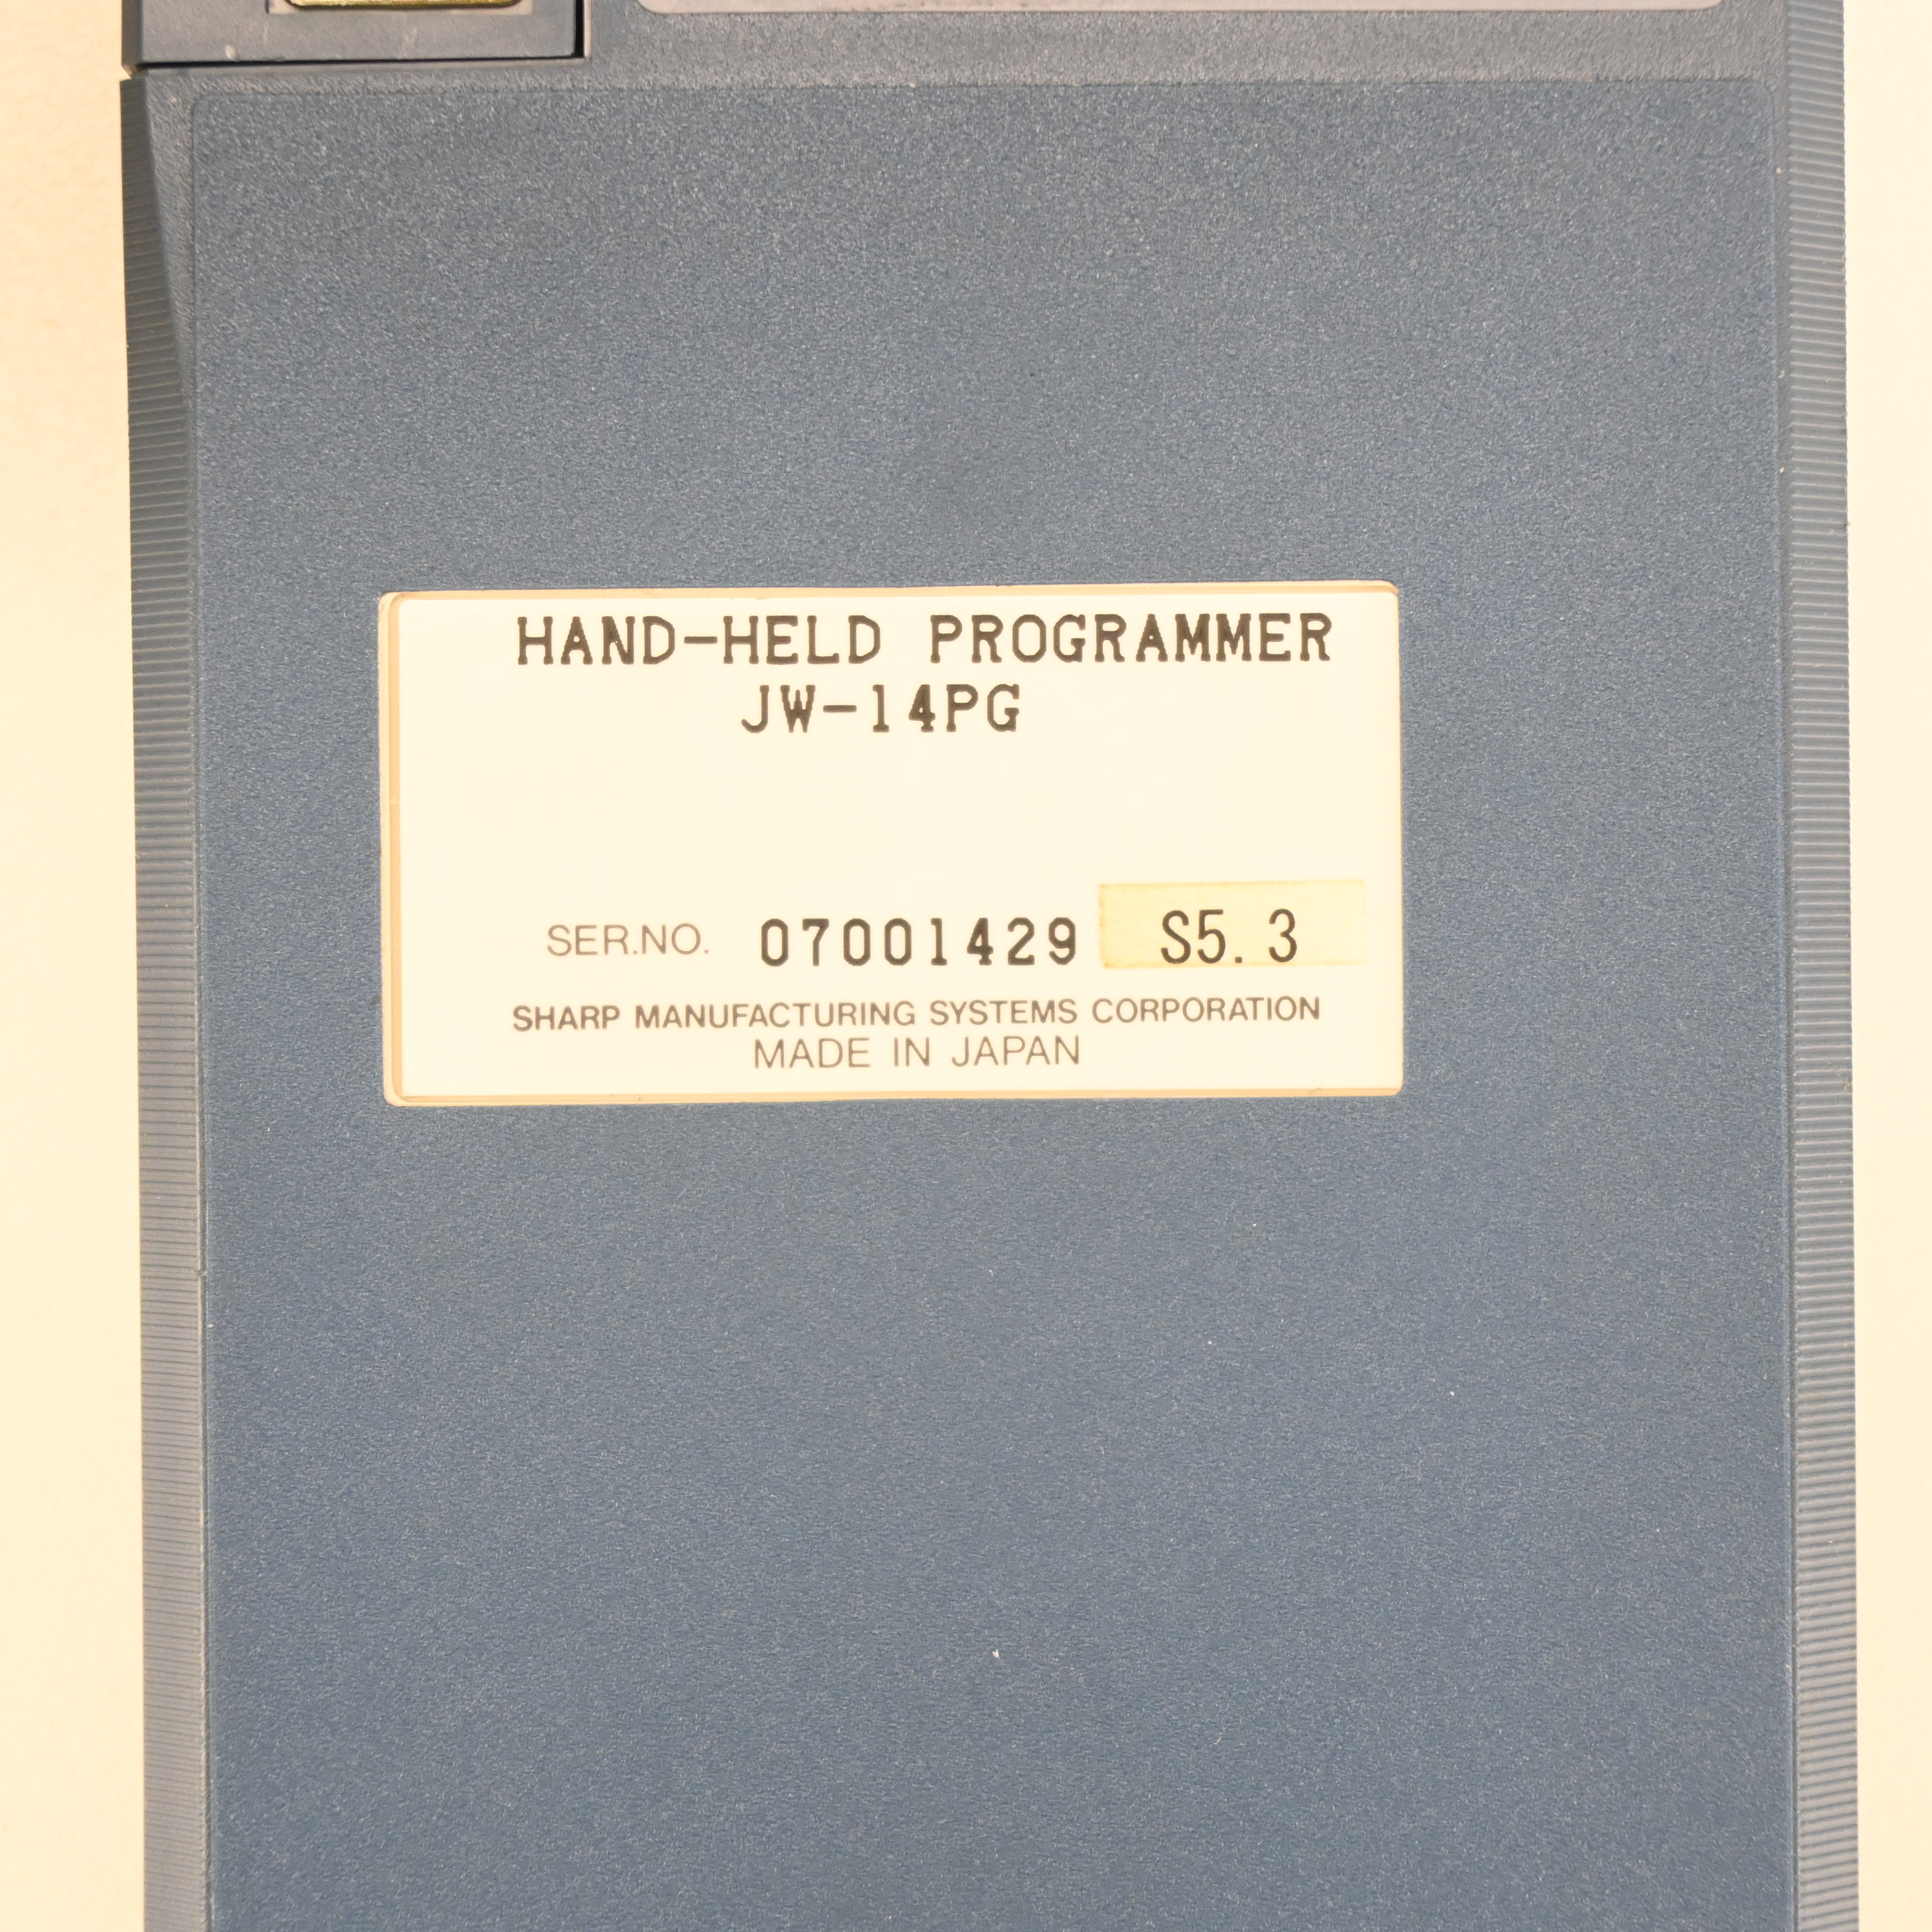 HAND-HELD PROGRAMMER
JW-14PG
SER.NO. 07001429 S5.3
SHARP MANUFACTURING SYSTEMS CORPORATION
MADE IN JAPAN